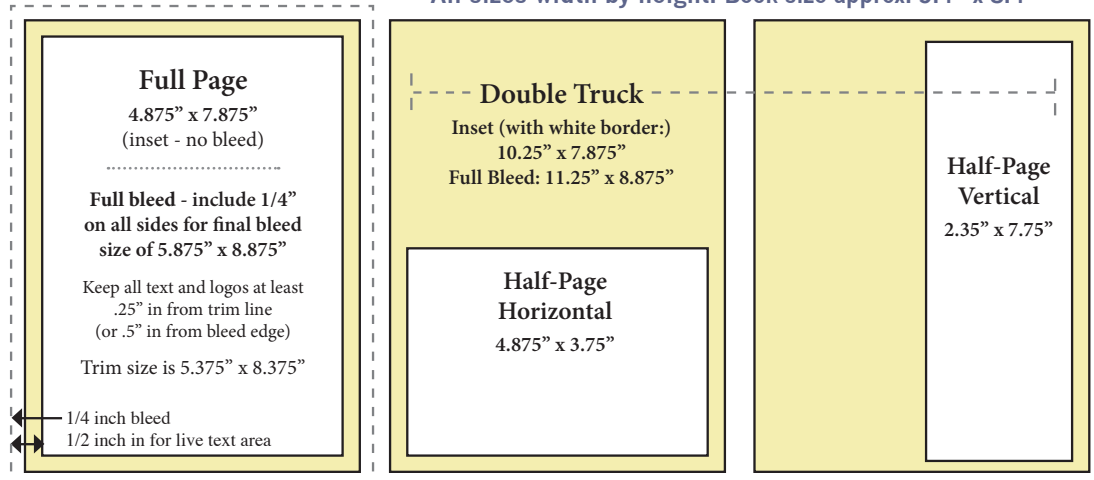 Full Page
4.875” x 7.875”
(inset - no bleed)
Full bleed - include 1/4”
on all sides for final bleed
size of 5.875” x 8.875”
Keep all text and logos at least
.25” in from trim line
(or .5” in from bleed edge)
Trim size is 5.375” x 8.375”
1/4 inch bleed
1/2 inch in for live text area
Double Truck
Inset (with white border:)
10.25” x 7.875”
Full Bleed: 11.25” x 8.875”
Half-Page
Horizontal
4.875” x 3.75”
Half-Page
Vertical
2.35” x 7.75”